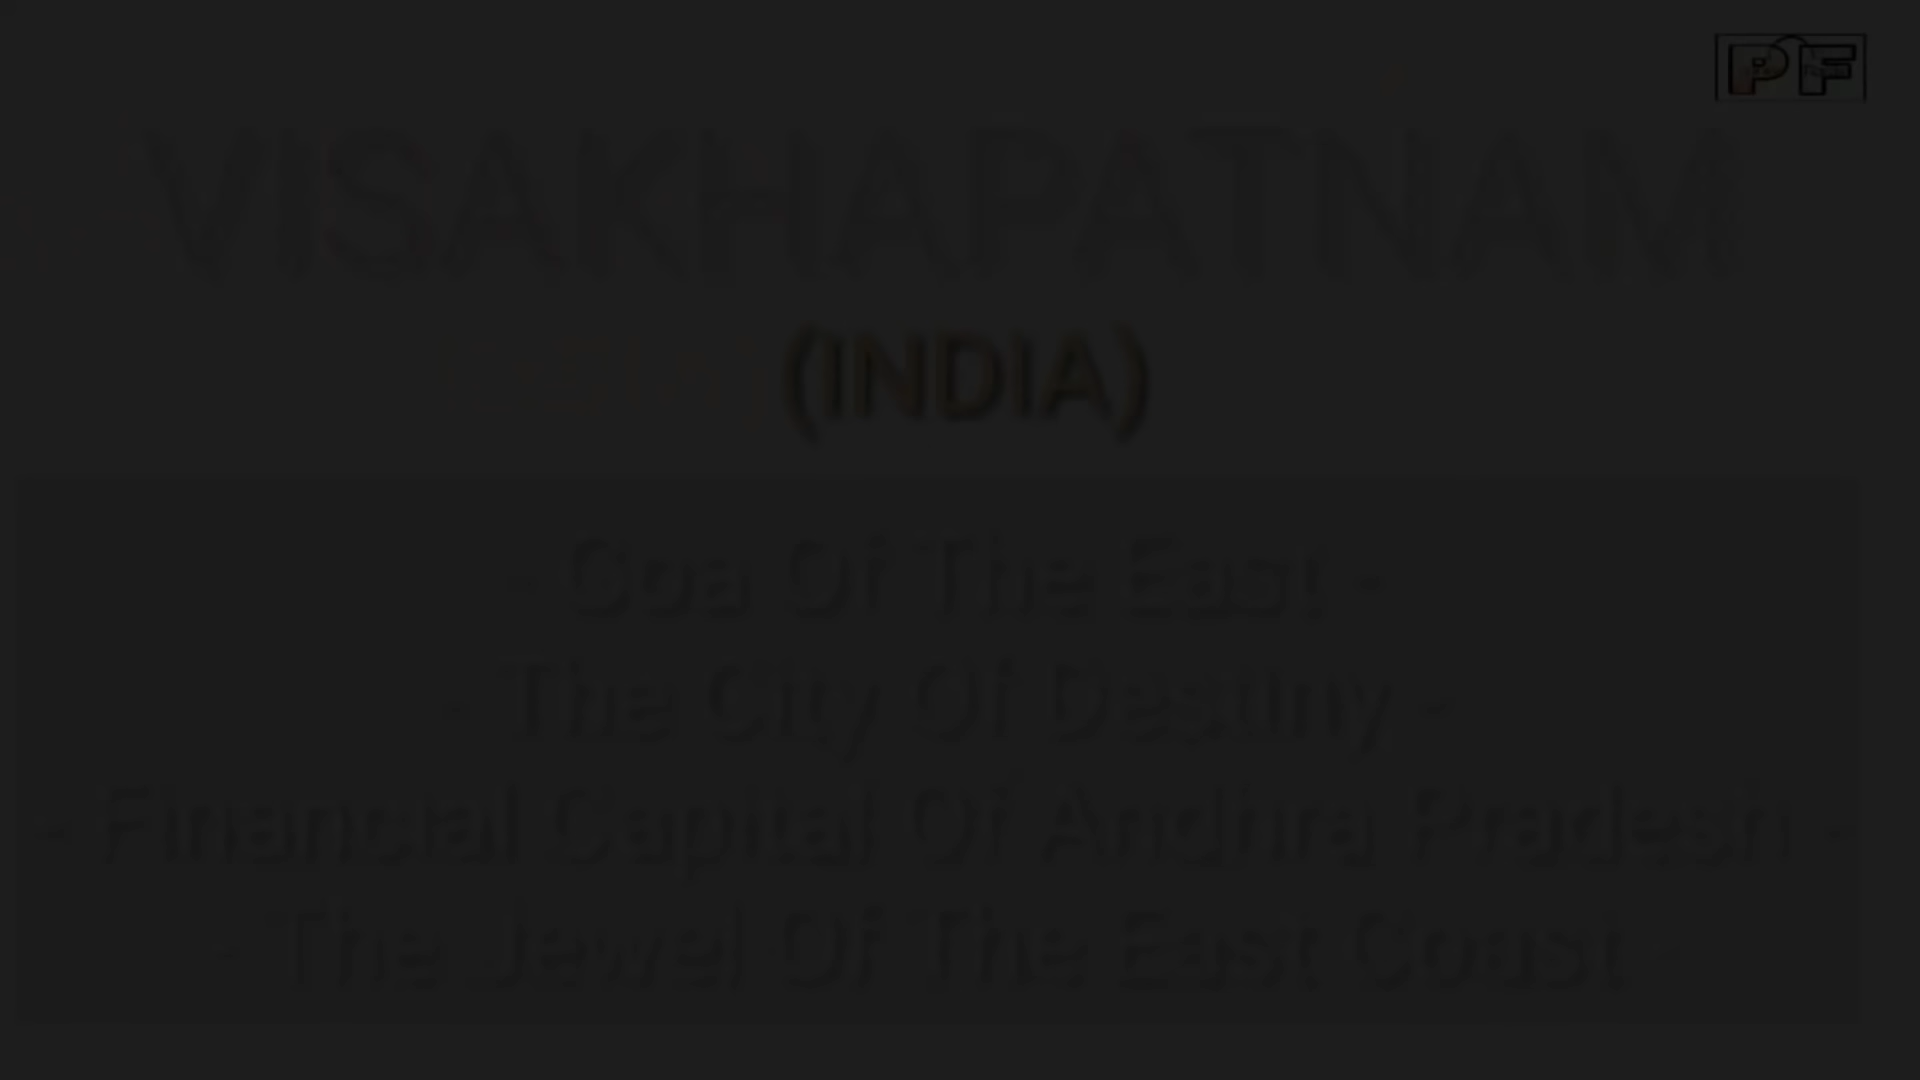 PF
VISAKHAPATNAM
(INDIA)
- Goa Of The East -
- The City Of Destiny -
- Financial Capital Of Andhra Pradesh -
- The Jewel Of The East Coast -